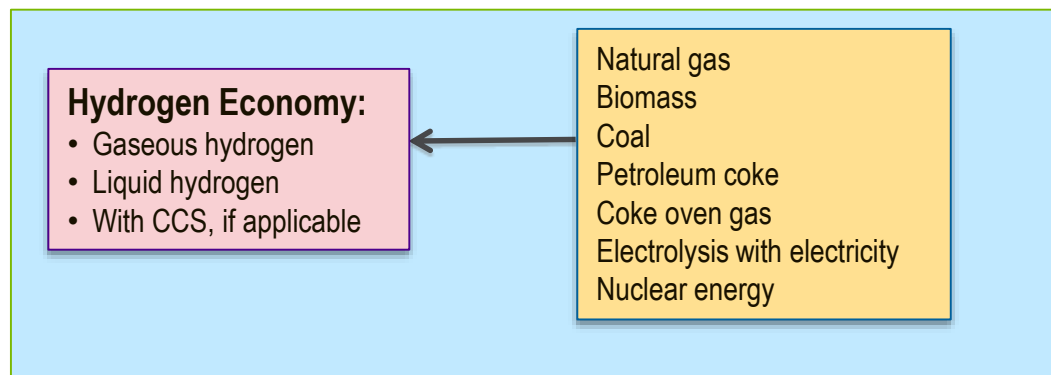 Hydrogen Economy:
• Gaseous hydrogen
• Liquid hydrogen
• With CCS, if applicable
Natural gas
Biomass
Coal
Petroleum coke
Coke oven gas
Electrolysis with electricity
Nuclear energy